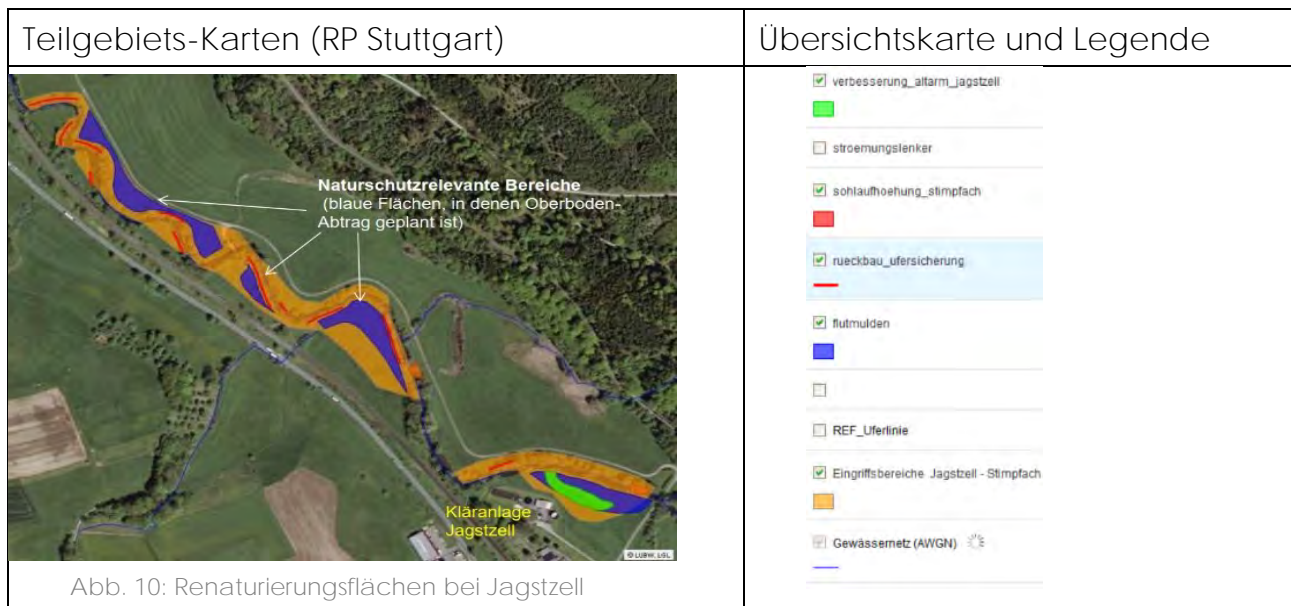 Teilgebiets-Karten (RP Stuttgart)
Übersichtskarte und Legende
Naturschutzrelevante Bereiche
(blaue Flächen, in denen Oberboden-
Abtrag geplant ist)
Kläranlage
Jagstzell
© LUBW, LGL
Abb. 10: Renaturierungsflächen bei Jagstzell
verbesserung_altarm_jagstzell
stroemungslenker
sohlaufhoehung_stimpfach
rueckbau_ufersicherung
flutmulden
REF_Uferlinie
Eingriffsbereiche Jagstzell - Stimpfach
Gewässernetz (AWGN)